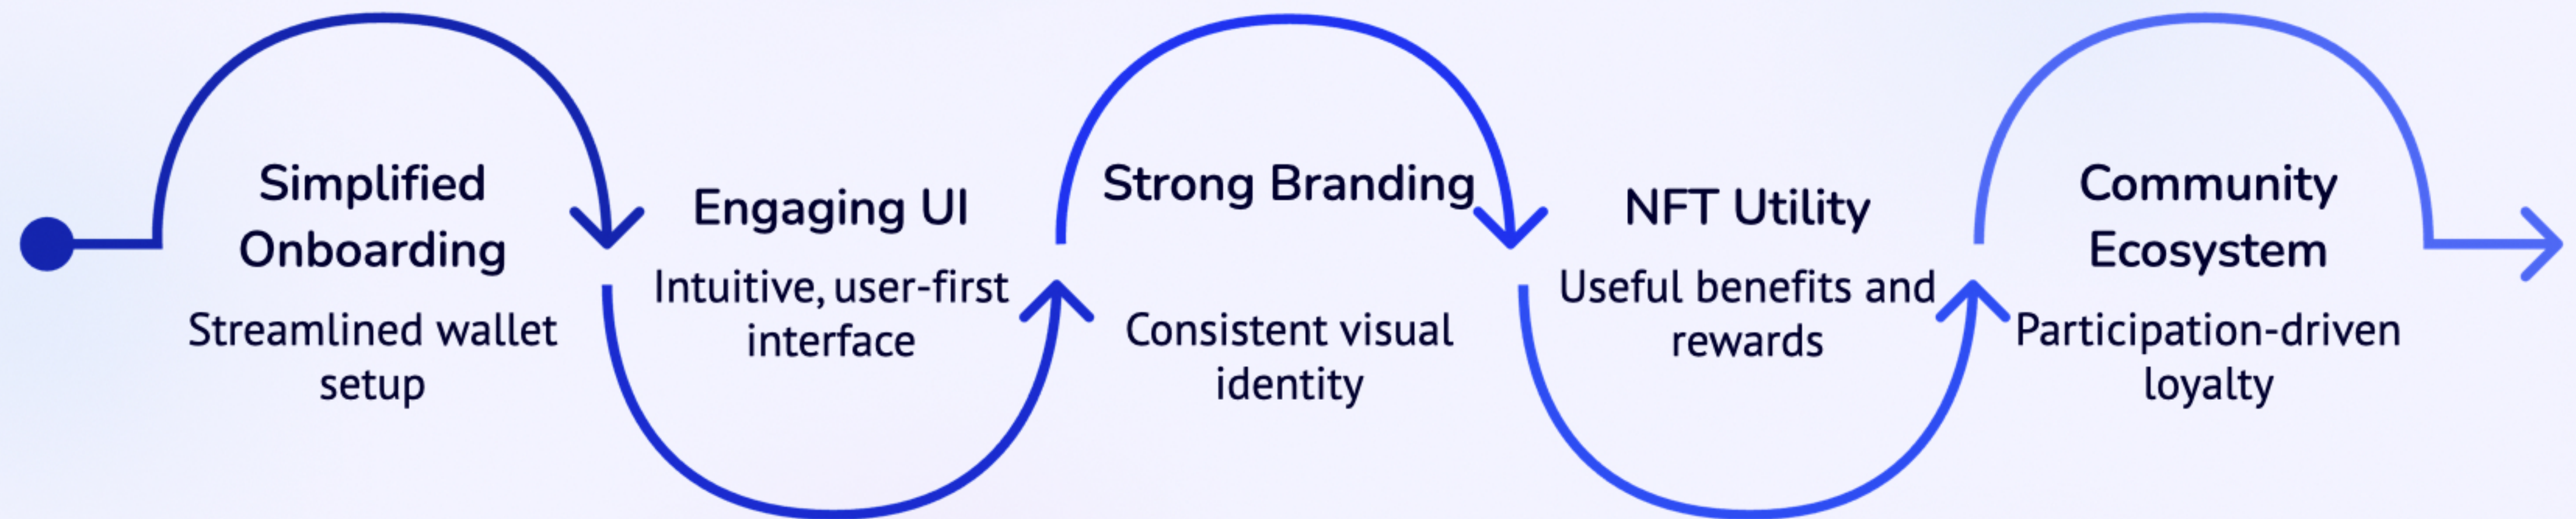 Simplified
Onboarding
Streamlined wallet
setup
Engaging UI
Intuitive, user-first
interface
Strong Branding
Consistent visual
identity
NFT Utility
Useful benefits and
rewards
Community
Ecosystem
Participation-driven
loyalty